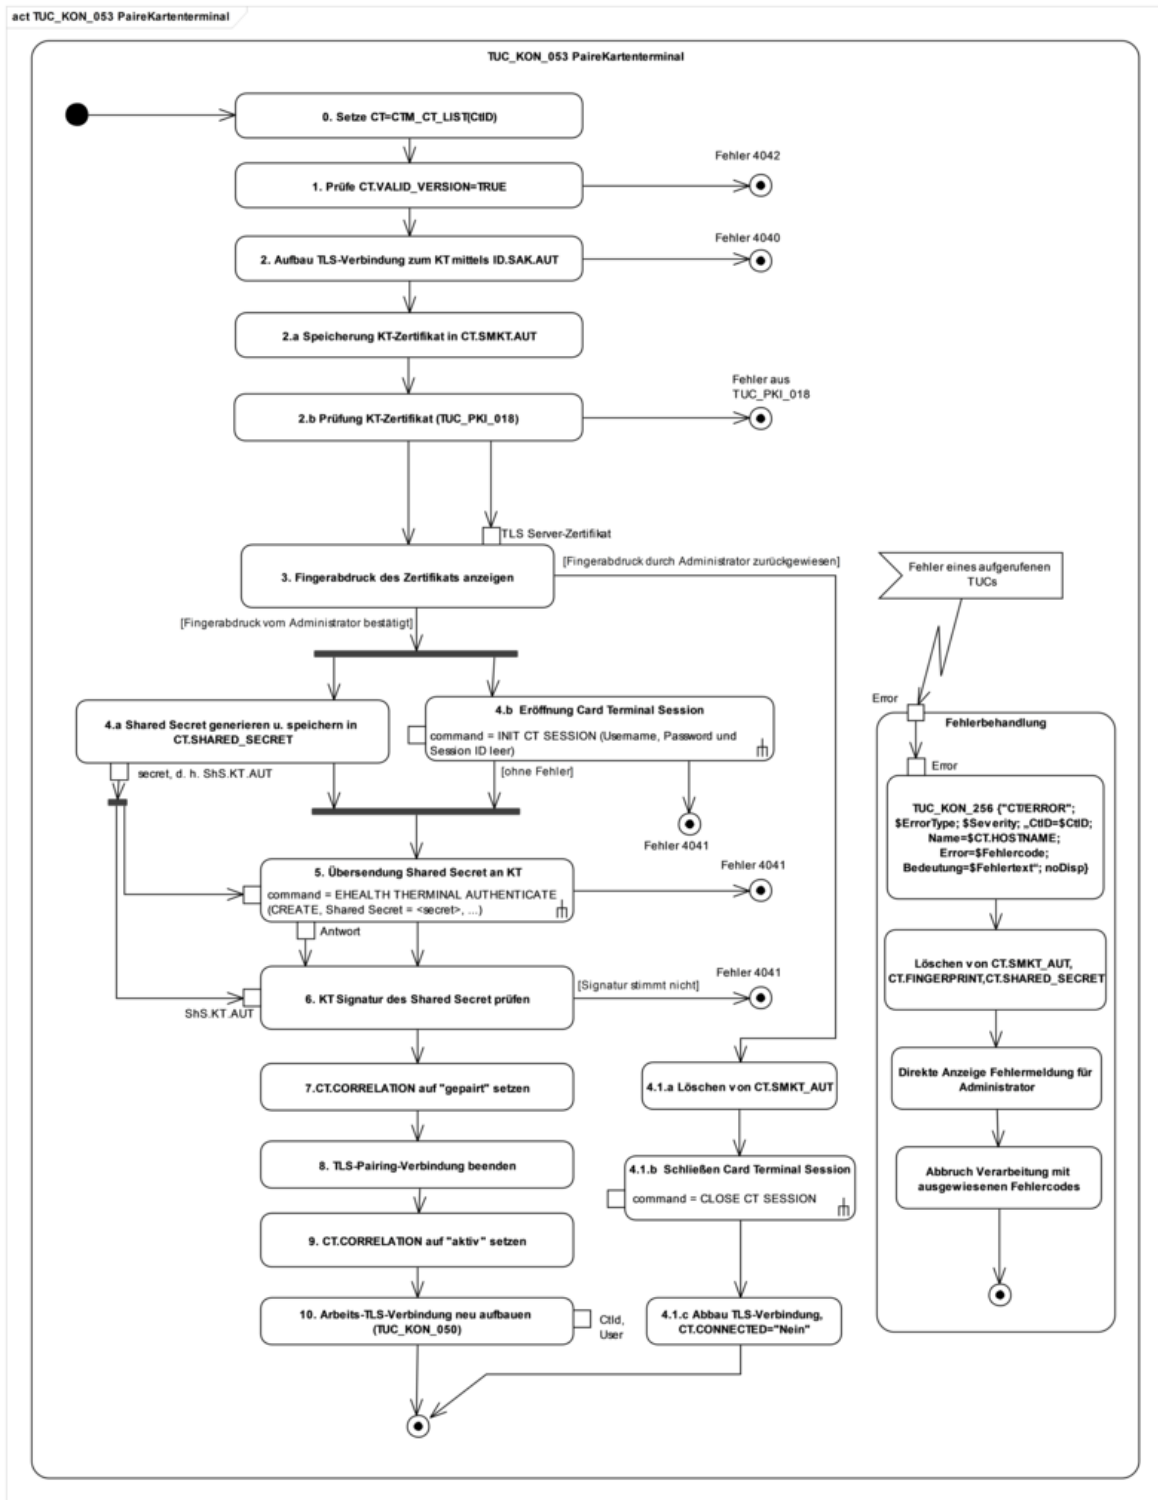 act TUC_KON_053 PaireKartenterminal
TUC_KON_053 PaireKartenterminal
0. Setze CT=CTM_CT_LIST(CtID)
Fehler 4042
1. Prüfe CT.VALID_VERSION=TRUE
Fehler 4040
2. Aufbau TLS-Verbindung zum KT mittels ID.SAK.AUT
2.a Speicherung KT-Zertifikat in CT.SMKT.AUT
Fehler aus
TUC_PKI_018
2.b Prüfung KT-Zertifikat (TUC_PKI_018)
TLS Server-Zertifikat
[Fingerabdruck durch Administrator zurückgewiesen]
3. Fingerabdruck des Zertifikats anzeigen
[Fingerabdruck vom Administrator bestätigt]
4.a Shared Secret generieren u. speichern in
CT.SHARED_SECRET
secret, d. h. ShS.KT.AUT
4.b Eröffnung Card Terminal Session
command = INIT CT SESSION (Username, Password und
Session ID leer)
[ohne Fehler]
Fehler 4041
5. Übersendung Shared Secret an KT
command = EHEALTH THERMINAL AUTHENTICATE
(CREATE, Shared Secret = <secret>, ...)
Fehler 4041
Antwort
6. KT Signatur des Shared Secret prüfen
[Signatur stimmt nicht]
Fehler 4041
ShS.KT.AUT
7.CT.CORRELATION auf "gepairt" setzen
8. TLS-Pairing-Verbindung beenden
9. CT.CORRELATION auf "aktiv" setzen
10. Arbeits-TLS-Verbindung neu aufbauen
(TUC_KON_050)
CtId,
User
4.1.a Löschen von CT.SMKT_AUT
4.1.b Schließen Card Terminal Session
command = CLOSE CT SESSION
4.1.c Abbau TLS-Verbindung,
CT.CONNECTED="Nein"
Fehler eines aufgerufenen
TUCs
Error
Fehlerbehandlung
Error
TUC_KON_256 {"CT/ERROR";
$ErrorType; $Severity; „CtID=$CtID;
Name=$CT.HOSTNAME;
Error=$Fehlercode;
Bedeutung=$Fehlertext“; noDisp}
Löschen von CT.SMKT_AUT,
CT.FINGERPRINT,CT.SHARED_SECRET
Direkte Anzeige Fehlermeldung für
Administrator
Abbruch Verarbeitung mit
ausgewiesenen Fehlercodes